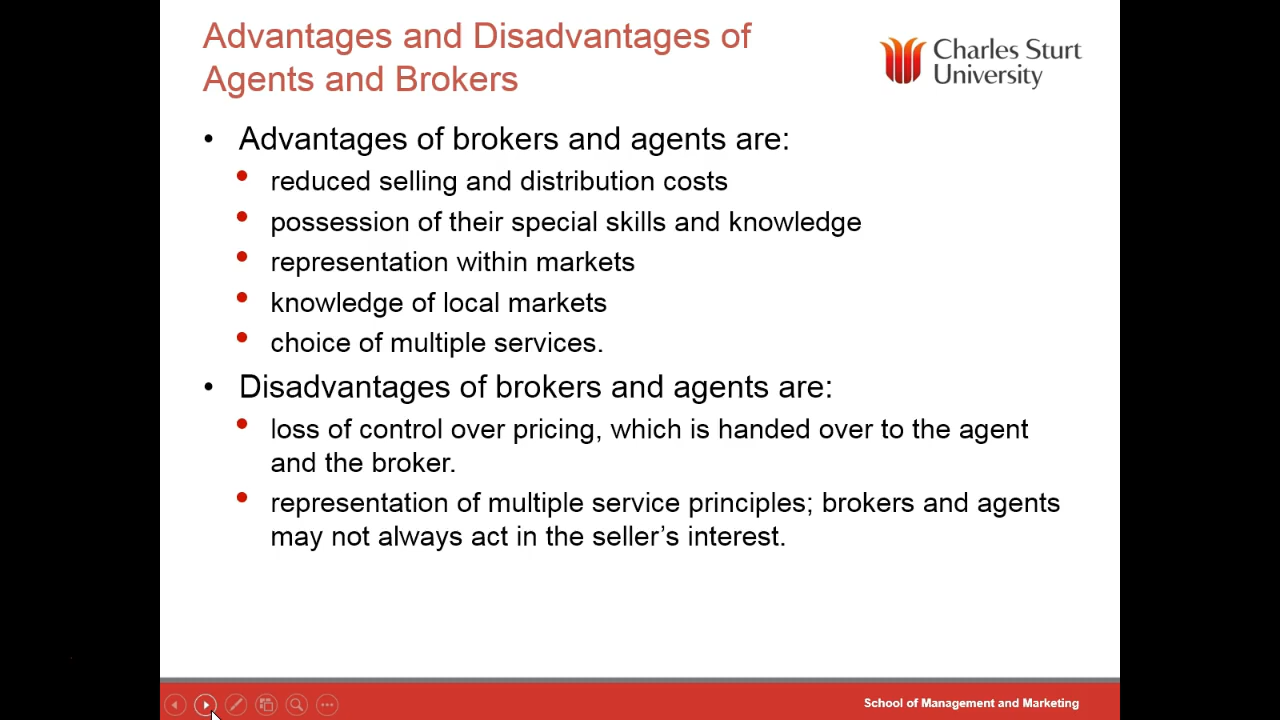 Advantages and Disadvantages of
Agents and Brokers
Charles Sturt
University
• Advantages of brokers and agents are:
• reduced selling and distribution costs
• possession of their special skills and knowledge
• representation within markets
• knowledge of local markets
• choice of multiple services.
• Disadvantages of brokers and agents are:
• loss of control over pricing, which is handed over to the agent
and the broker.
• representation of multiple service principles; brokers and agents
may not always act in the seller’s interest.
School of Management and Marketing